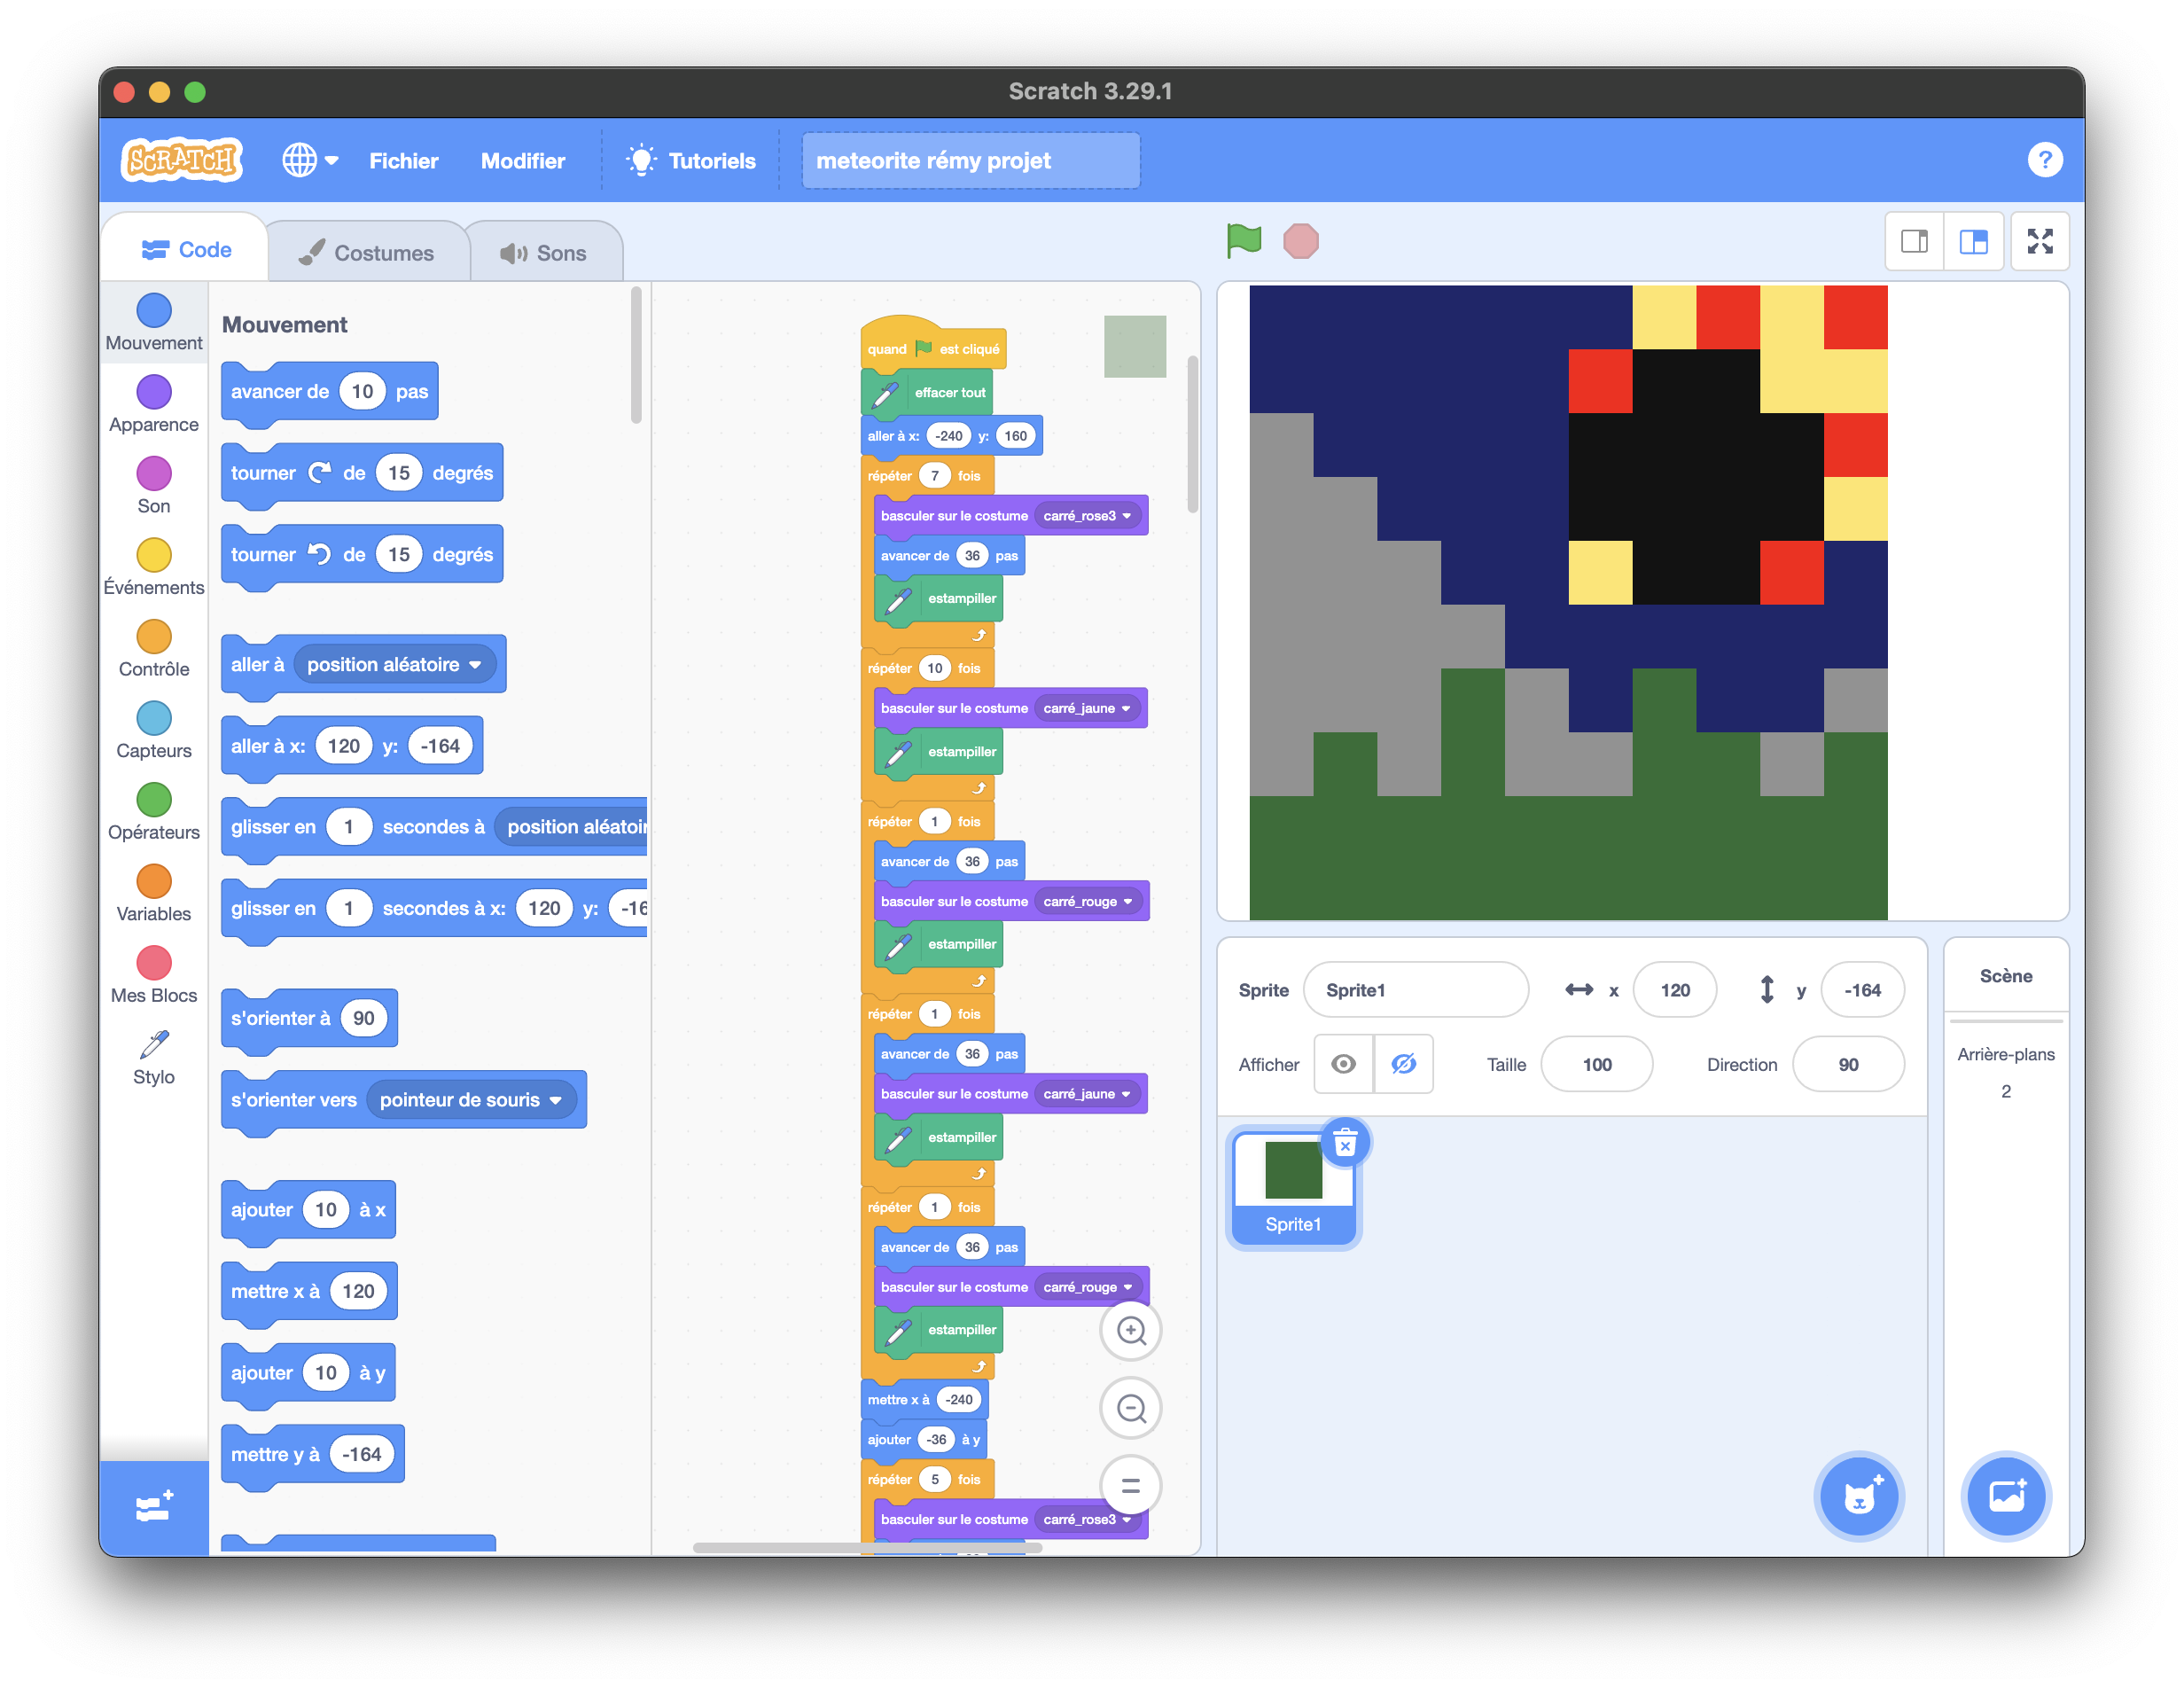 Scratch 3.29.1
SCRATCH
Fichier
Modifier
Tutoriels
meteorite rémy projet
?
Code
Costumes
Sons
Mouvement
Apparence
Son
Événements
Contrôle
Capteurs
Opérateurs
Variables
Mes Blocs
Stylo
Mouvement
avancer de 10 pas
tourner de 15 degrés
tourner de 15 degrés
aller à position aléatoire
aller à x: 120 y: -164
glisser en 1 secondes à position aléatoir
glisser en 1 secondes à x: 120 y: -16
s'orienter à 90
s'orienter vers pointeur de souris
ajouter 10 à x
mettre x à 120
ajouter 10 à y
mettre y à -164
quand est cliqué
effacer tout
aller à x: -240 y: 160
répéter 7 fois
basculer sur le costume carré_rose3
avancer de 36 pas
estampiller
répéter 10 fois
basculer sur le costume carré_jaune
estampiller
répéter 1 fois
avancer de 36 pas
basculer sur le costume carré_rouge
estampiller
répéter 1 fois
avancer de 36 pas
basculer sur le costume carré_jaune
estampiller
répéter 1 fois
avancer de 36 pas
basculer sur le costume carré_rouge
estampiller
mettre x à -240
ajouter -36 à y
répéter 5 fois
basculer sur le costume carré_rose3
Sprite Sprite1 x 120 y -164
Afficher Taille 100 Direction 90
Sprite1
Scène
Arrière-plans
2